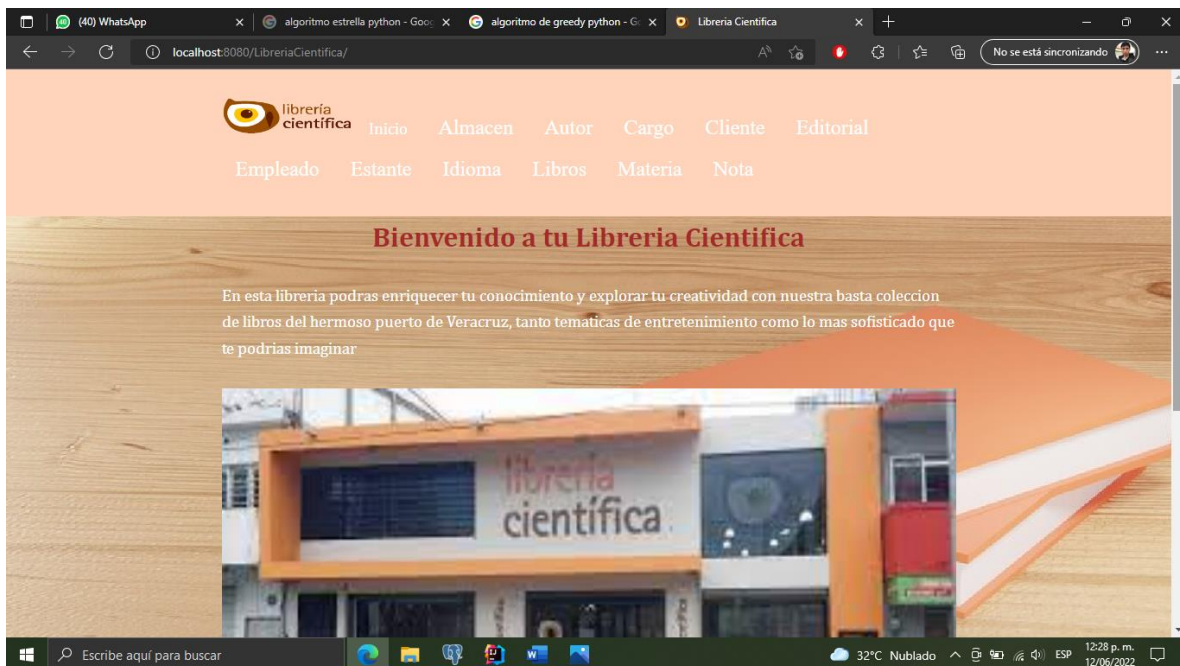 (40) WhatsApp
algoritmo estrella python - Goo
algoritmo de greedy python - G
Libreria Cientifica
localhost:8080/LibreriaCientifica/
No se está sincronizando
librería
científica
Inicio Almacen Autor Cargo Cliente Editorial
Empleado Estante Idioma Libros Materia Nota
Bienvenido a tu Libreria Cientifica
En esta libreria podras enriquecer tu conocimiento y explorar tu creatividad con nuestra basta coleccion
de libros del hermoso puerto de Veracruz, tanto tematicas de entretenimiento como lo mas sofisticado que
te podrias imaginar
librería
científica
Escribe aquí para buscar
32°C Nublado
ESP
12:28 p. m.
12/06/2022